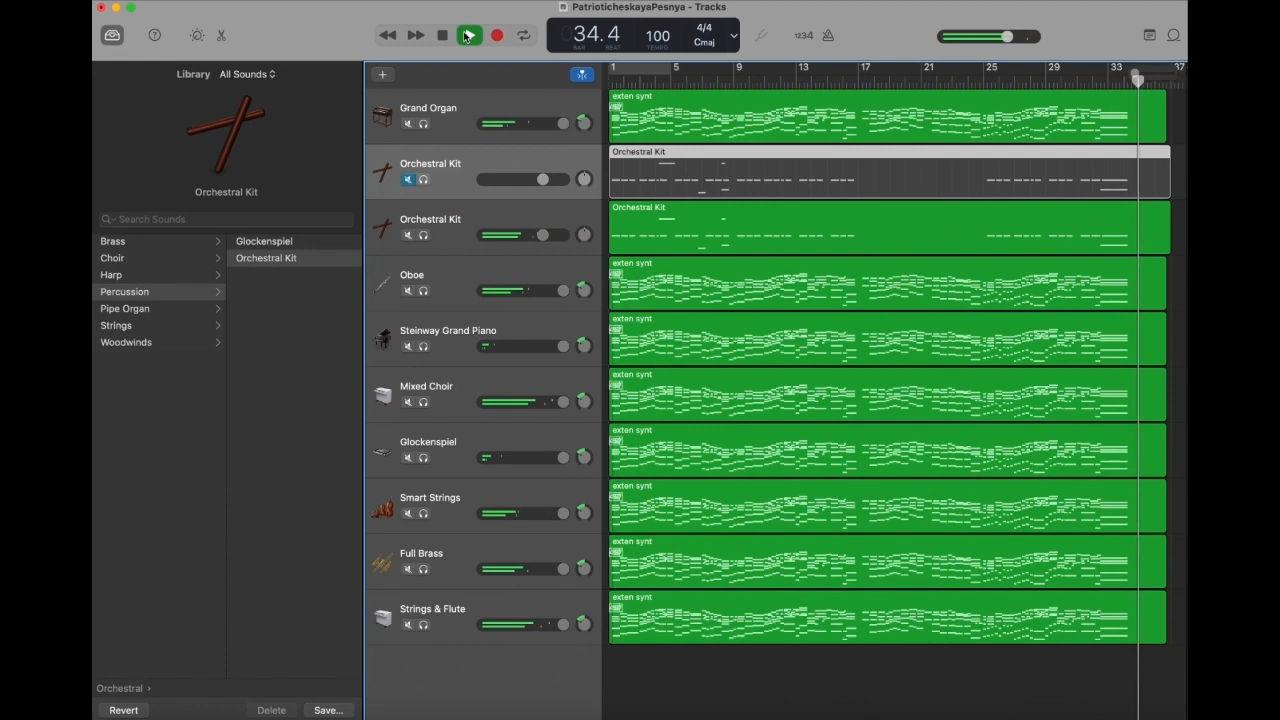 PatrioticheskayaPesnya - Tracks
34.4
BAR
BEAT
100
TEMPO
4/4
Cmaj
1234
Library All Sounds
Orchestral Kit
Search Sounds
Brass
Choir
Harp
Percussion
Pipe Organ
Strings
Woodwinds
Glockenspiel
Orchestral Kit
Orchestral
Revert
Delete
Save...
1 5 9 13 17 21 25 29 33 37
Grand Organ
exten synt
Orchestral Kit
Orchestral Kit
Orchestral Kit
Orchestral Kit
Oboe
exten synt
Steinway Grand Piano
exten synt
Mixed Choir
exten synt
Glockenspiel
exten synt
Smart Strings
exten synt
Full Brass
exten synt
Strings & Flute
exten synt